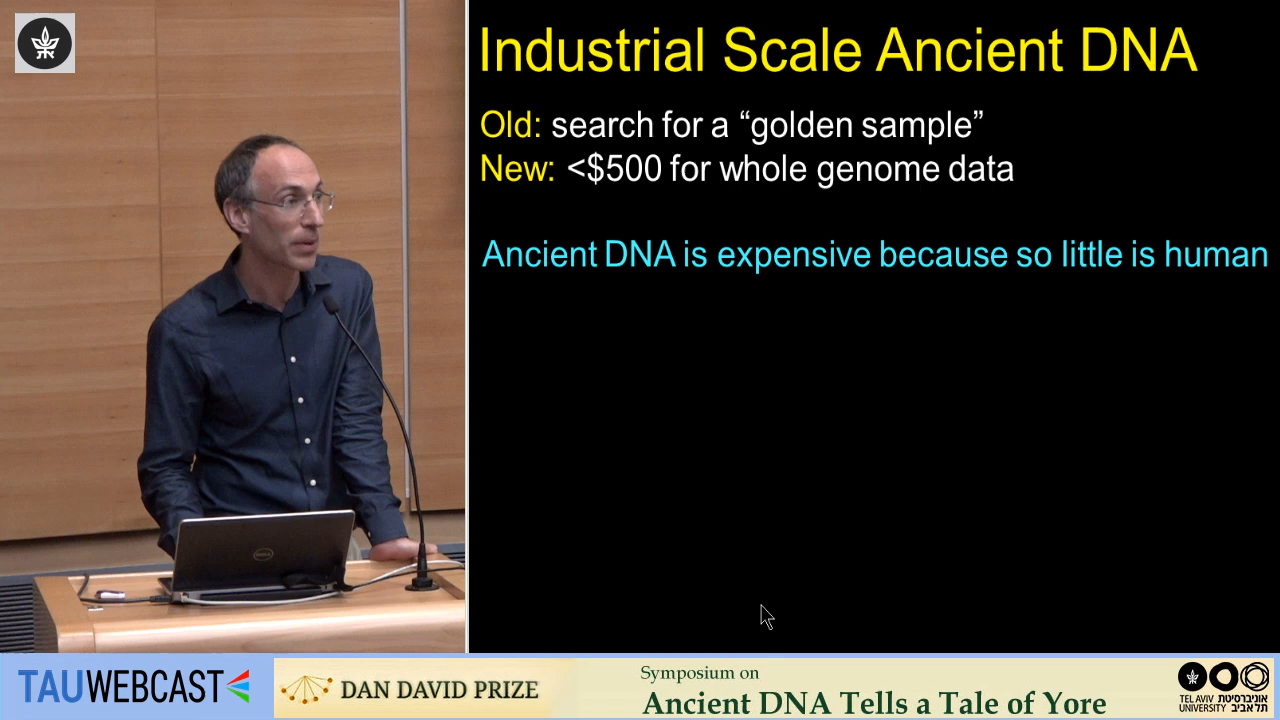 Industrial Scale Ancient DNA
Old: search for a “golden sample”
New: <$500 for whole genome data
Ancient DNA is expensive because so little is human
DELL
TAUWEBCAST
DAN DAVID PRIZE
Symposium on
Ancient DNA Tells a Tale of Yore
TEL AVIV אוניברסיטת
UNIVERSITY תל אביב